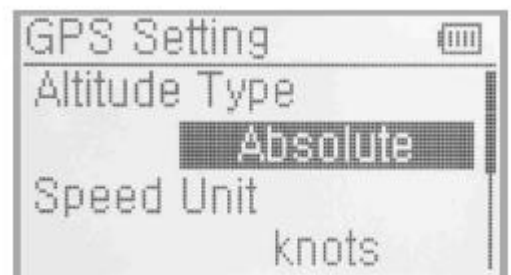 GPS Setting
Altitude Type
Absolute
Speed Unit
knots